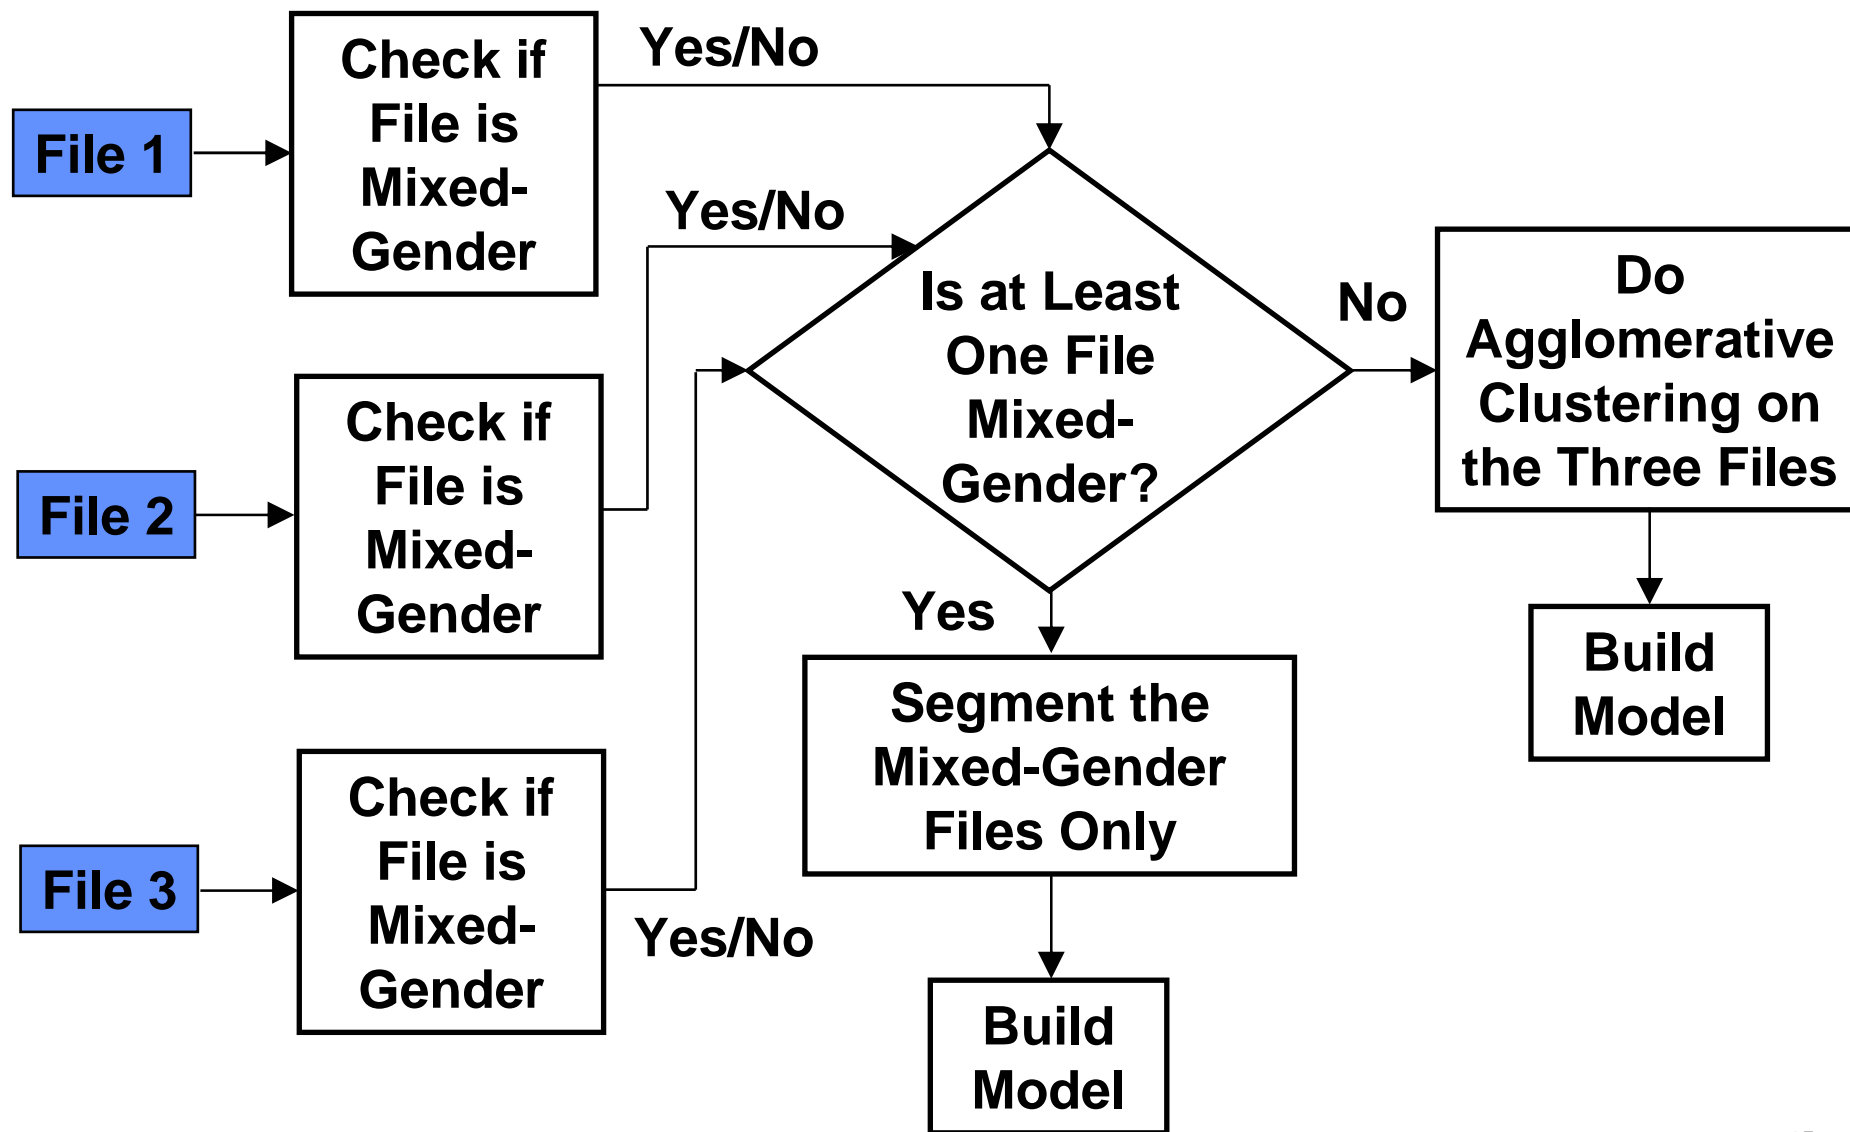 File 1
Check if
File is
Mixed-
Gender
Yes/No
File 2
Check if
File is
Mixed-
Gender
Yes/No
File 3
Check if
File is
Mixed-
Gender
Yes/No
Is at Least
One File
Mixed-
Gender?
No
Do
Agglomerative
Clustering on
the Three Files
Build
Model
Yes
Segment the
Mixed-Gender
Files Only
Build
Model